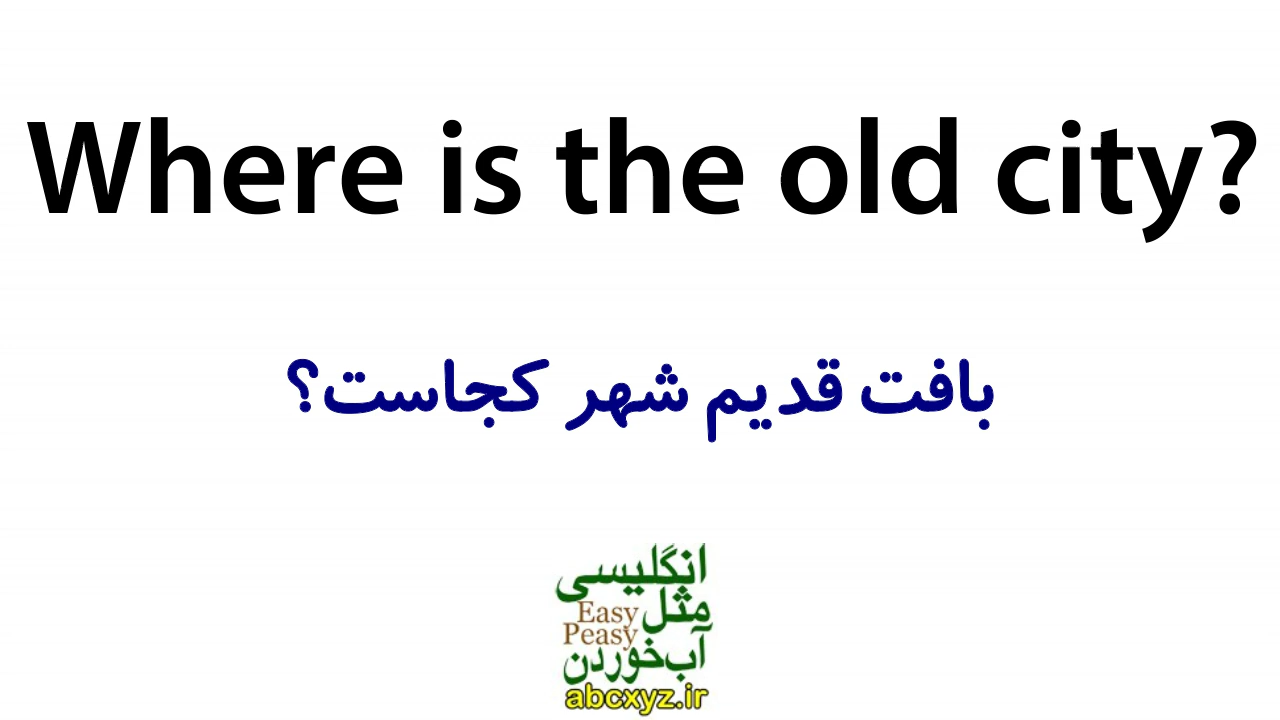 Where is the old city?
بافت قدیم شهر کجاست؟
انگلیسی
مثل
Easy
Peasy
آب خوردن
abcxyz.ir